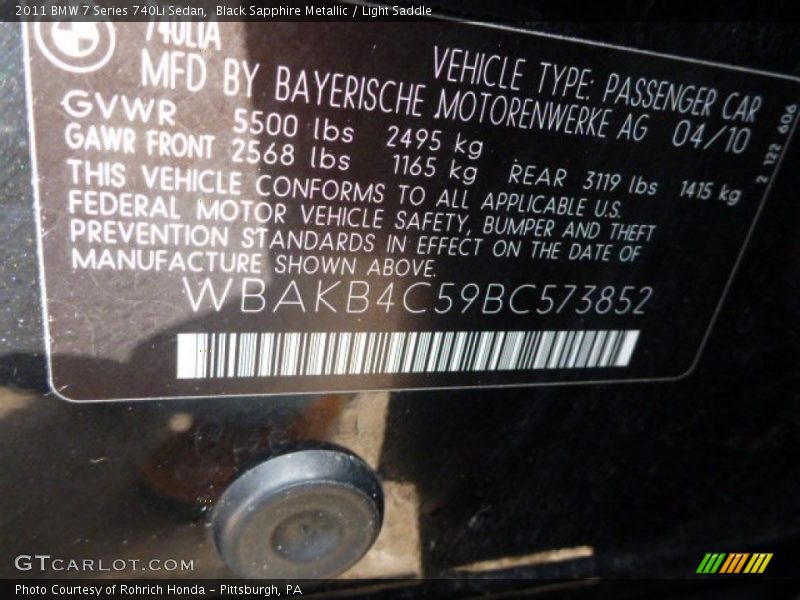 2011 BMW 7 Series 740Li Sedan,  Black Sapphire Metallic / Light Saddle
740LIA
VEHICLE TYPE: PASSENGER CAR
MFD BY BAYERISCHE MOTORENWERKE AG 04/10
GVWR 5500 lbs 2495 kg
GAWR FRONT 2568 lbs 1165 kg REAR 3119 lbs 1415 kg
THIS VEHICLE CONFORMS TO ALL APPLICABLE U.S.
FEDERAL MOTOR VEHICLE SAFETY, BUMPER AND THEFT
PREVENTION STANDARDS IN EFFECT ON THE DATE OF
MANUFACTURE SHOWN ABOVE.
WBAKB4C59BC573852
2 122 606
GTCARLOT.COM
Photo Courtesy of Rohrich Honda - Pittsburgh, PA